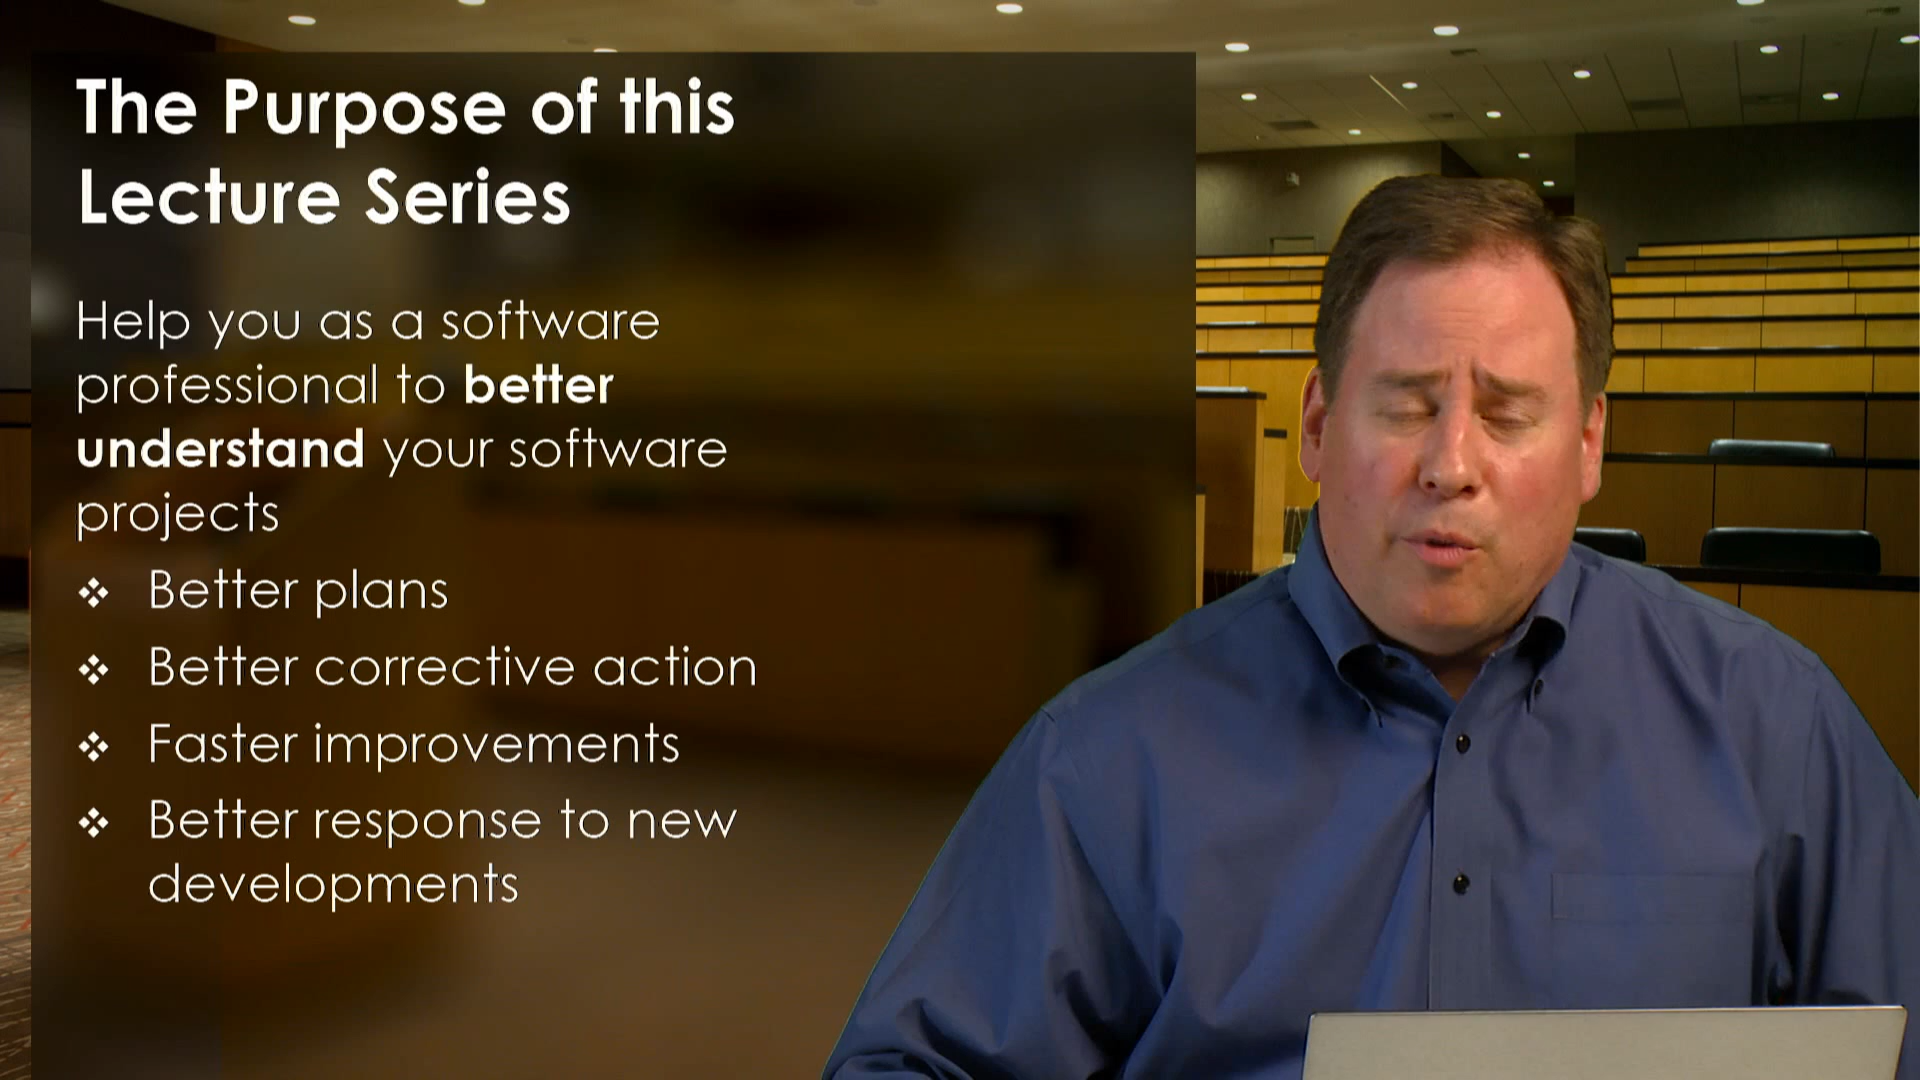 The Purpose of this
Lecture Series
Help you as a software
professional to better
understand your software
projects
❖ Better plans
❖ Better corrective action
❖ Faster improvements
❖ Better response to new
developments